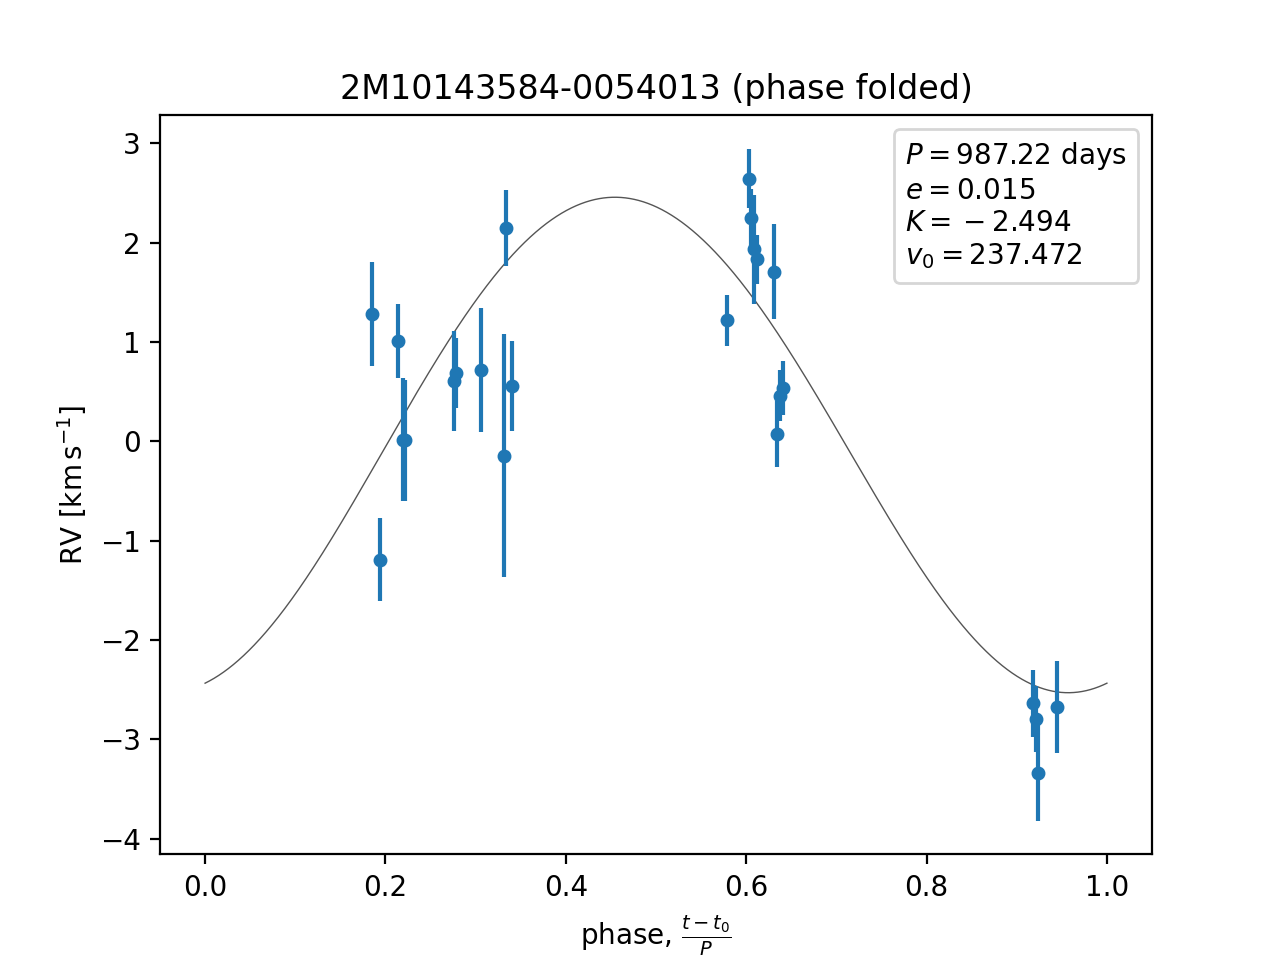 2M10143584-0054013 (phase folded)
P = 987.22 days
e = 0.015
K = −2.494
v₀ = 237.472
RV [km s⁻¹]
3
2
1
0
−1
−2
−3
−4
0.0 0.2 0.4 0.6 0.8 1.0
phase, (t − t₀)/P